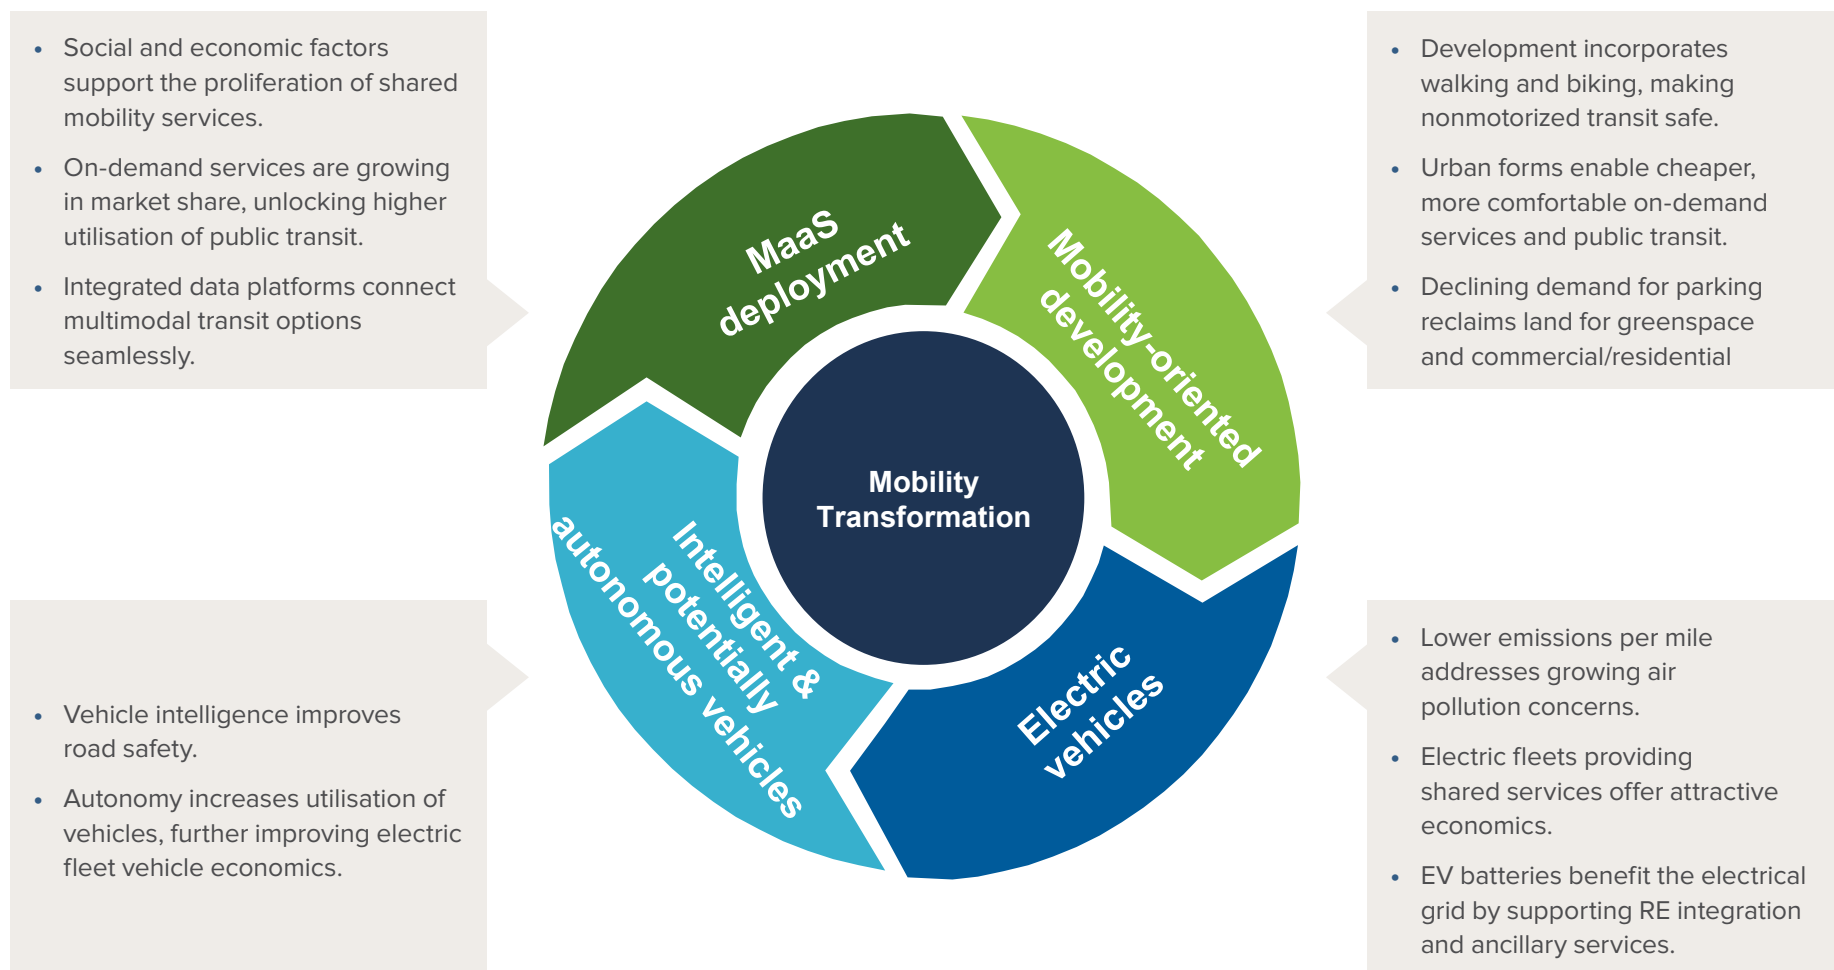 • Social and economic factors
support the proliferation of shared
mobility services.
• On-demand services are growing
in market share, unlocking higher
utilisation of public transit.
• Integrated data platforms connect
multimodal transit options
seamlessly.
• Development incorporates
walking and biking, making
nonmotorized transit safe.
• Urban forms enable cheaper,
more comfortable on-demand
services and public transit.
• Declining demand for parking
reclaims land for greenspace
and commercial/residential
MaaS
deployment
Mobility-oriented
development
Mobility
Transformation
Intelligent &
potentially
autonomous vehicles
Electric
vehicles
• Vehicle intelligence improves
road safety.
• Autonomy increases utilisation of
vehicles, further improving electric
fleet vehicle economics.
• Lower emissions per mile
addresses growing air
pollution concerns.
• Electric fleets providing
shared services offer attractive
economics.
• EV batteries benefit the electrical
grid by supporting RE integration
and ancillary services.